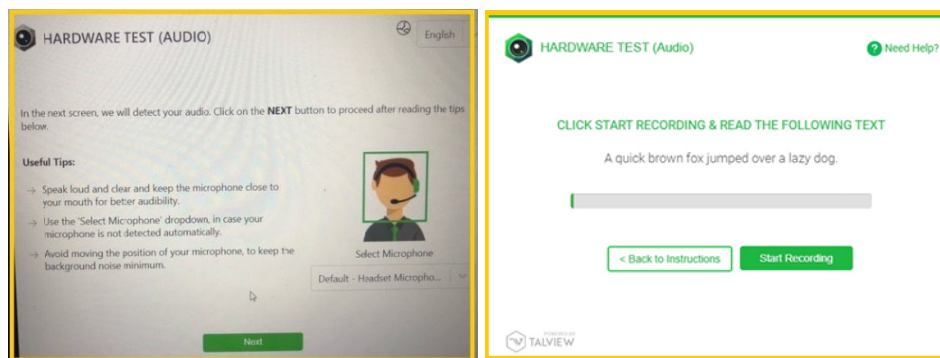 HARDWARE TEST (AUDIO)
English
In the next screen, we will detect your audio. Click on the NEXT button to proceed after reading the tips
below.
Useful Tips:
→ Speak loud and clear and keep the microphone close to
your mouth for better audibility.
→ Use the 'Select Microphone' dropdown, in case your
microphone is not detected automatically.
→ Avoid moving the position of your microphone, to keep the
background noise minimum.
Select Microphone
Default - Headset Micropho...
Next
HARDWARE TEST (Audio)
? Need Help?
CLICK START RECORDING & READ THE FOLLOWING TEXT
A quick brown fox jumped over a lazy dog.
< Back to Instructions
Start Recording
POWERED BY
TALVIEW